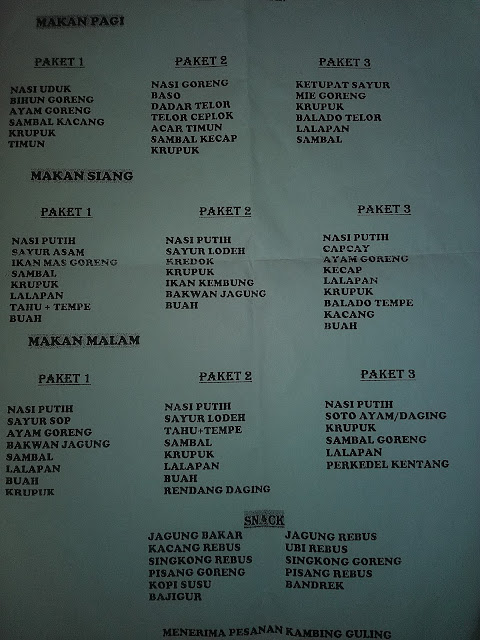 MAKAN PAGI
PAKET 1
NASI UDUK
BIHUN GORENG
AYAM GORENG
SAMBAL KACANG
KRUPUK
TIMUN
PAKET 2
NASI GORENG
BASO
DADAR TELOR
TELOR CEPLOK
ACAR TIMUN
SAMBAL KECAP
KRUPUK
PAKET 3
KETUPAT SAYUR
MIE GORENG
KRUPUK
BALADO TELOR
LALAPAN
SAMBAL
MAKAN SIANG
PAKET 1
NASI PUTIH
SAYUR ASAM
IKAN MAS GORENG
SAMBAL
KRUPUK
LALAPAN
TAHU + TEMPE
BUAH
PAKET 2
NASI PUTIH
SAYUR LODEH
KREDOK
KRUPUK
IKAN KEMBUNG
BAKWAN JAGUNG
BUAH
PAKET 3
NASI PUTIH
CAPCAY
AYAM GORENG
KECAP
LALAPAN
KRUPUK
BALADO TEMPE
KACANG
BUAH
MAKAN MALAM
PAKET 1
NASI PUTIH
SAYUR SOP
AYAM GORENG
BAKWAN JAGUNG
SAMBAL
LALAPAN
BUAH
KRUPUK
PAKET 2
NASI PUTIH
SAYUR LODEH
TAHU+TEMPE
SAMBAL
KRUPUK
LALAPAN
BUAH
RENDANG DAGING
PAKET 3
NASI PUTIH
SOTO AYAM/DAGING
KRUPUK
SAMBAL GORENG
LALAPAN
PERKEDEL KENTANG
SNACK
JAGUNG BAKAR
KACANG REBUS
SINGKONG REBUS
PISANG GORENG
KOPI SUSU
BAJIGUR
JAGUNG REBUS
UBI REBUS
SINGKONG GORENG
PISANG REBUS
BANDREK
MENERIMA PESANAN KAMBING GULING